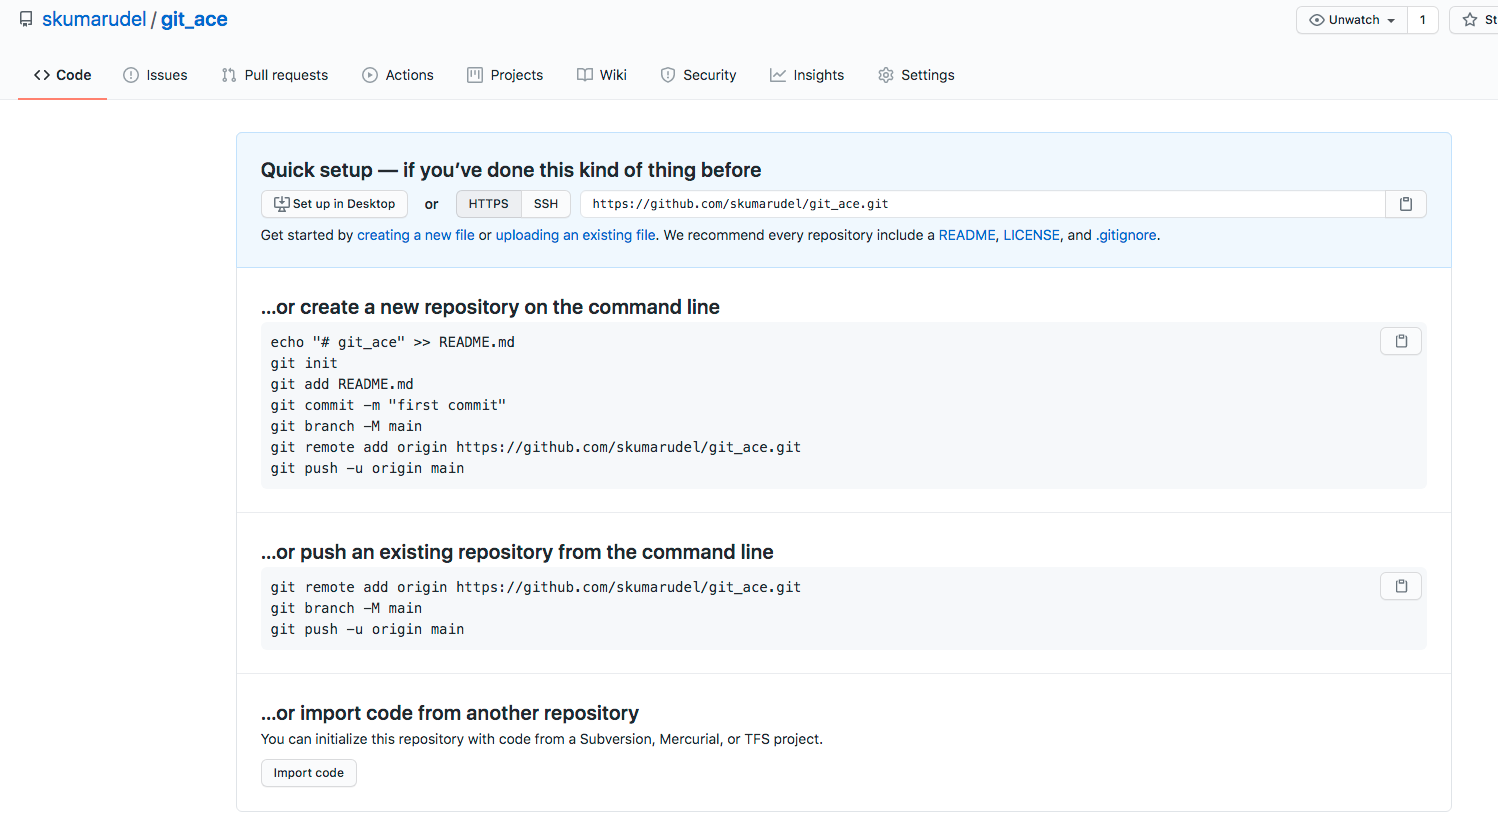 skumarudel / git_ace
Unwatch 1 St
Code Issues Pull requests Actions Projects Wiki Security Insights Settings
Quick setup — if you’ve done this kind of thing before
Set up in Desktop or HTTPS SSH https://github.com/skumarudel/git_ace.git
Get started by creating a new file or uploading an existing file. We recommend every repository include a README, LICENSE, and .gitignore.
...or create a new repository on the command line
echo "# git_ace" >> README.md
git init
git add README.md
git commit -m "first commit"
git branch -M main
git remote add origin https://github.com/skumarudel/git_ace.git
git push -u origin main
...or push an existing repository from the command line
git remote add origin https://github.com/skumarudel/git_ace.git
git branch -M main
git push -u origin main
...or import code from another repository
You can initialize this repository with code from a Subversion, Mercurial, or TFS project.
Import code